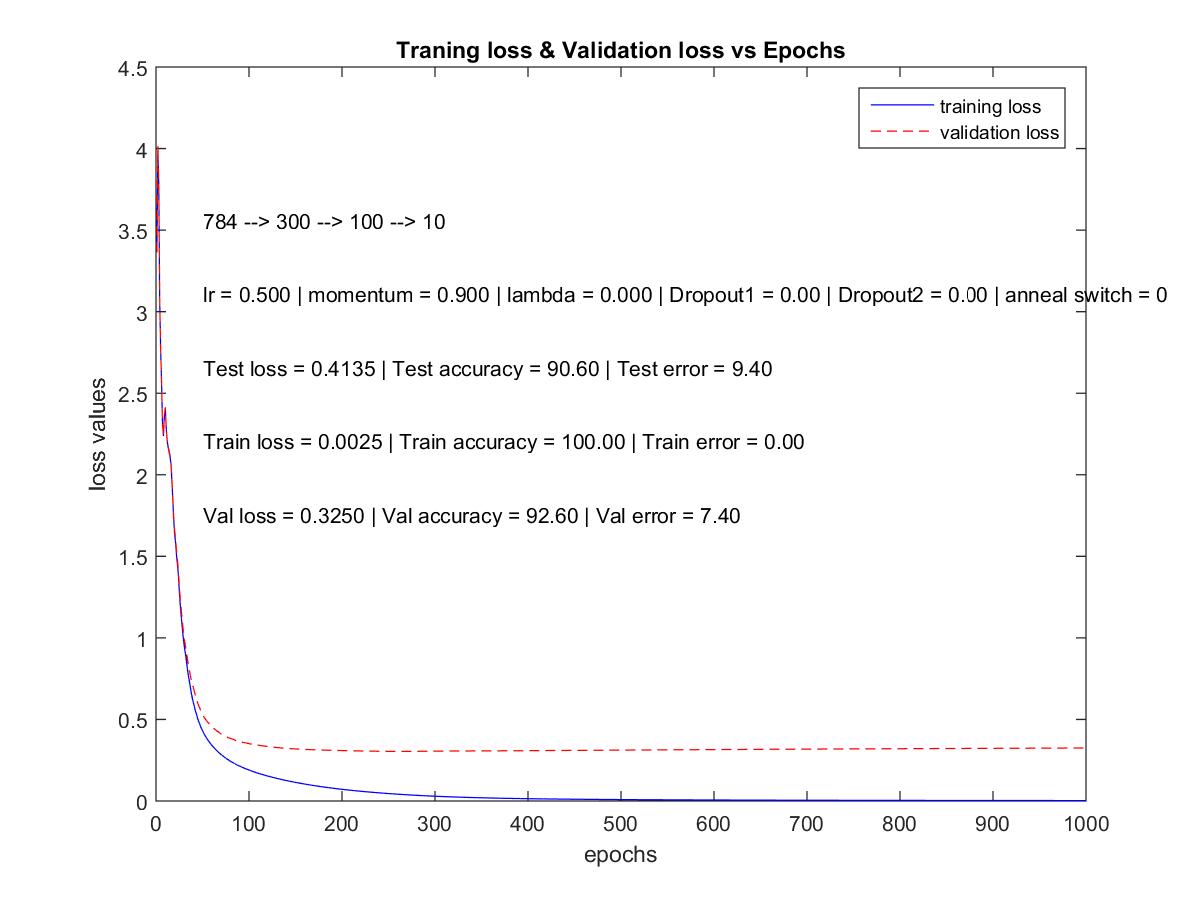 Traning loss & Validation loss vs Epochs
4.5
4
3.5
3
2.5
2
1.5
1
0.5
0
loss values
training loss
validation loss
784 --> 300 --> 100 --> 10
lr = 0.500 | momentum = 0.900 | lambda = 0.000 | Dropout1 = 0.00 | Dropout2 = 0.00 | anneal switch = 0
Test loss = 0.4135 | Test accuracy = 90.60 | Test error = 9.40
Train loss = 0.0025 | Train accuracy = 100.00 | Train error = 0.00
Val loss = 0.3250 | Val accuracy = 92.60 | Val error = 7.40
0 100 200 300 400 500 600 700 800 900 1000
epochs